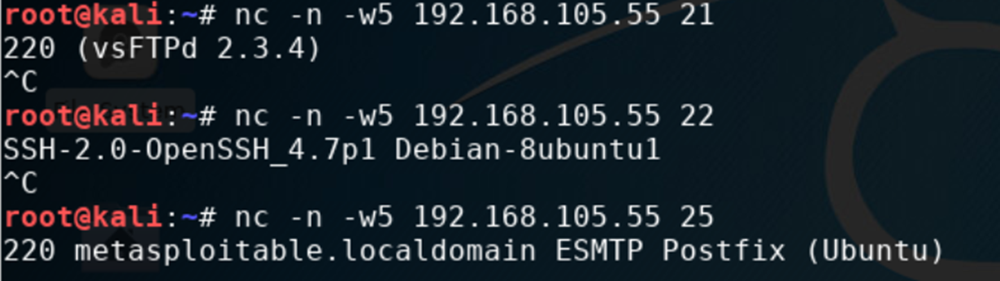 root@kali:~# nc -n -w5 192.168.105.55 21
220 (vsFTPd 2.3.4)
^C
root@kali:~# nc -n -w5 192.168.105.55 22
SSH-2.0-OpenSSH_4.7p1 Debian-8ubuntu1
^C
root@kali:~# nc -n -w5 192.168.105.55 25
220 metasploitable.localdomain ESMTP Postfix (Ubuntu)